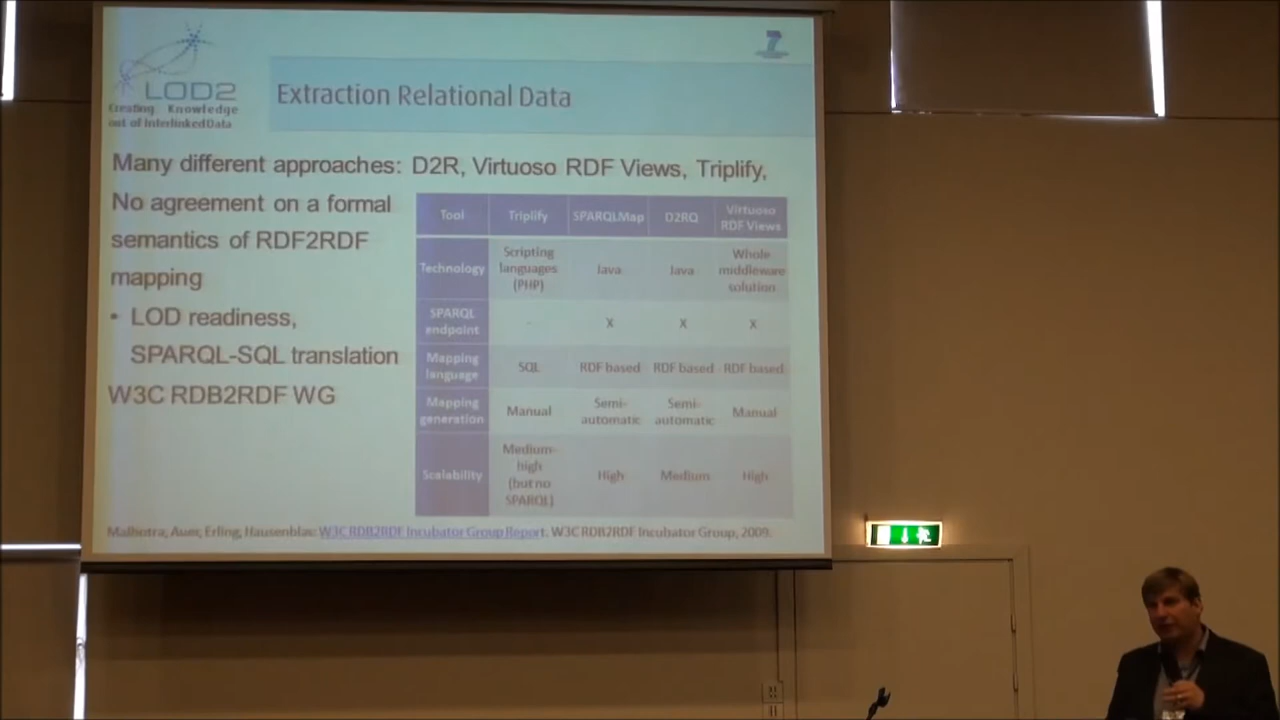 LOD2
Creating Knowledge
out of Interlinked Data
7
Extraction Relational Data
Many different approaches: D2R, Virtuoso RDF Views, Triplify,
No agreement on a formal
semantics of RDF2RDF
mapping
• LOD readiness,
SPARQL-SQL translation
W3C RDB2RDF WG
Tool Triplify SPARQLMap D2RQ Virtuoso RDF Views
Technology Scripting languages (PHP) Java Java Whole middleware solution
SPARQL endpoint - X X X
Mapping language SQL RDF based RDF based RDF based
Mapping generation Manual Semi-automatic Semi-automatic Manual
Scalability Medium-high (but no SPARQL) High Medium High
Malhotra, Auer, Erling, Hausenblas: W3C RDB2RDF Incubator Group Report. W3C RDB2RDF Incubator Group, 2009.